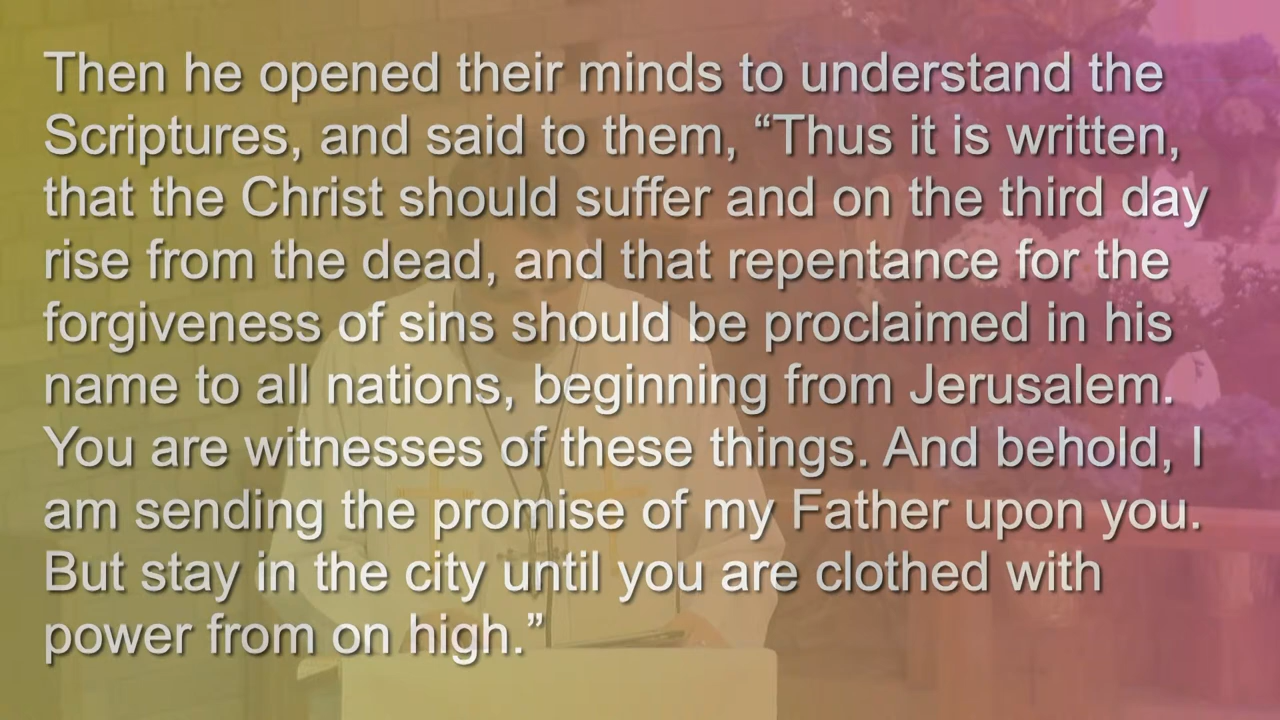 Then he opened their minds to understand the
Scriptures, and said to them, “Thus it is written,
that the Christ should suffer and on the third day
rise from the dead, and that repentance for the
forgiveness of sins should be proclaimed in his
name to all nations, beginning from Jerusalem.
You are witnesses of these things. And behold, I
am sending the promise of my Father upon you.
But stay in the city until you are clothed with
power from on high.”